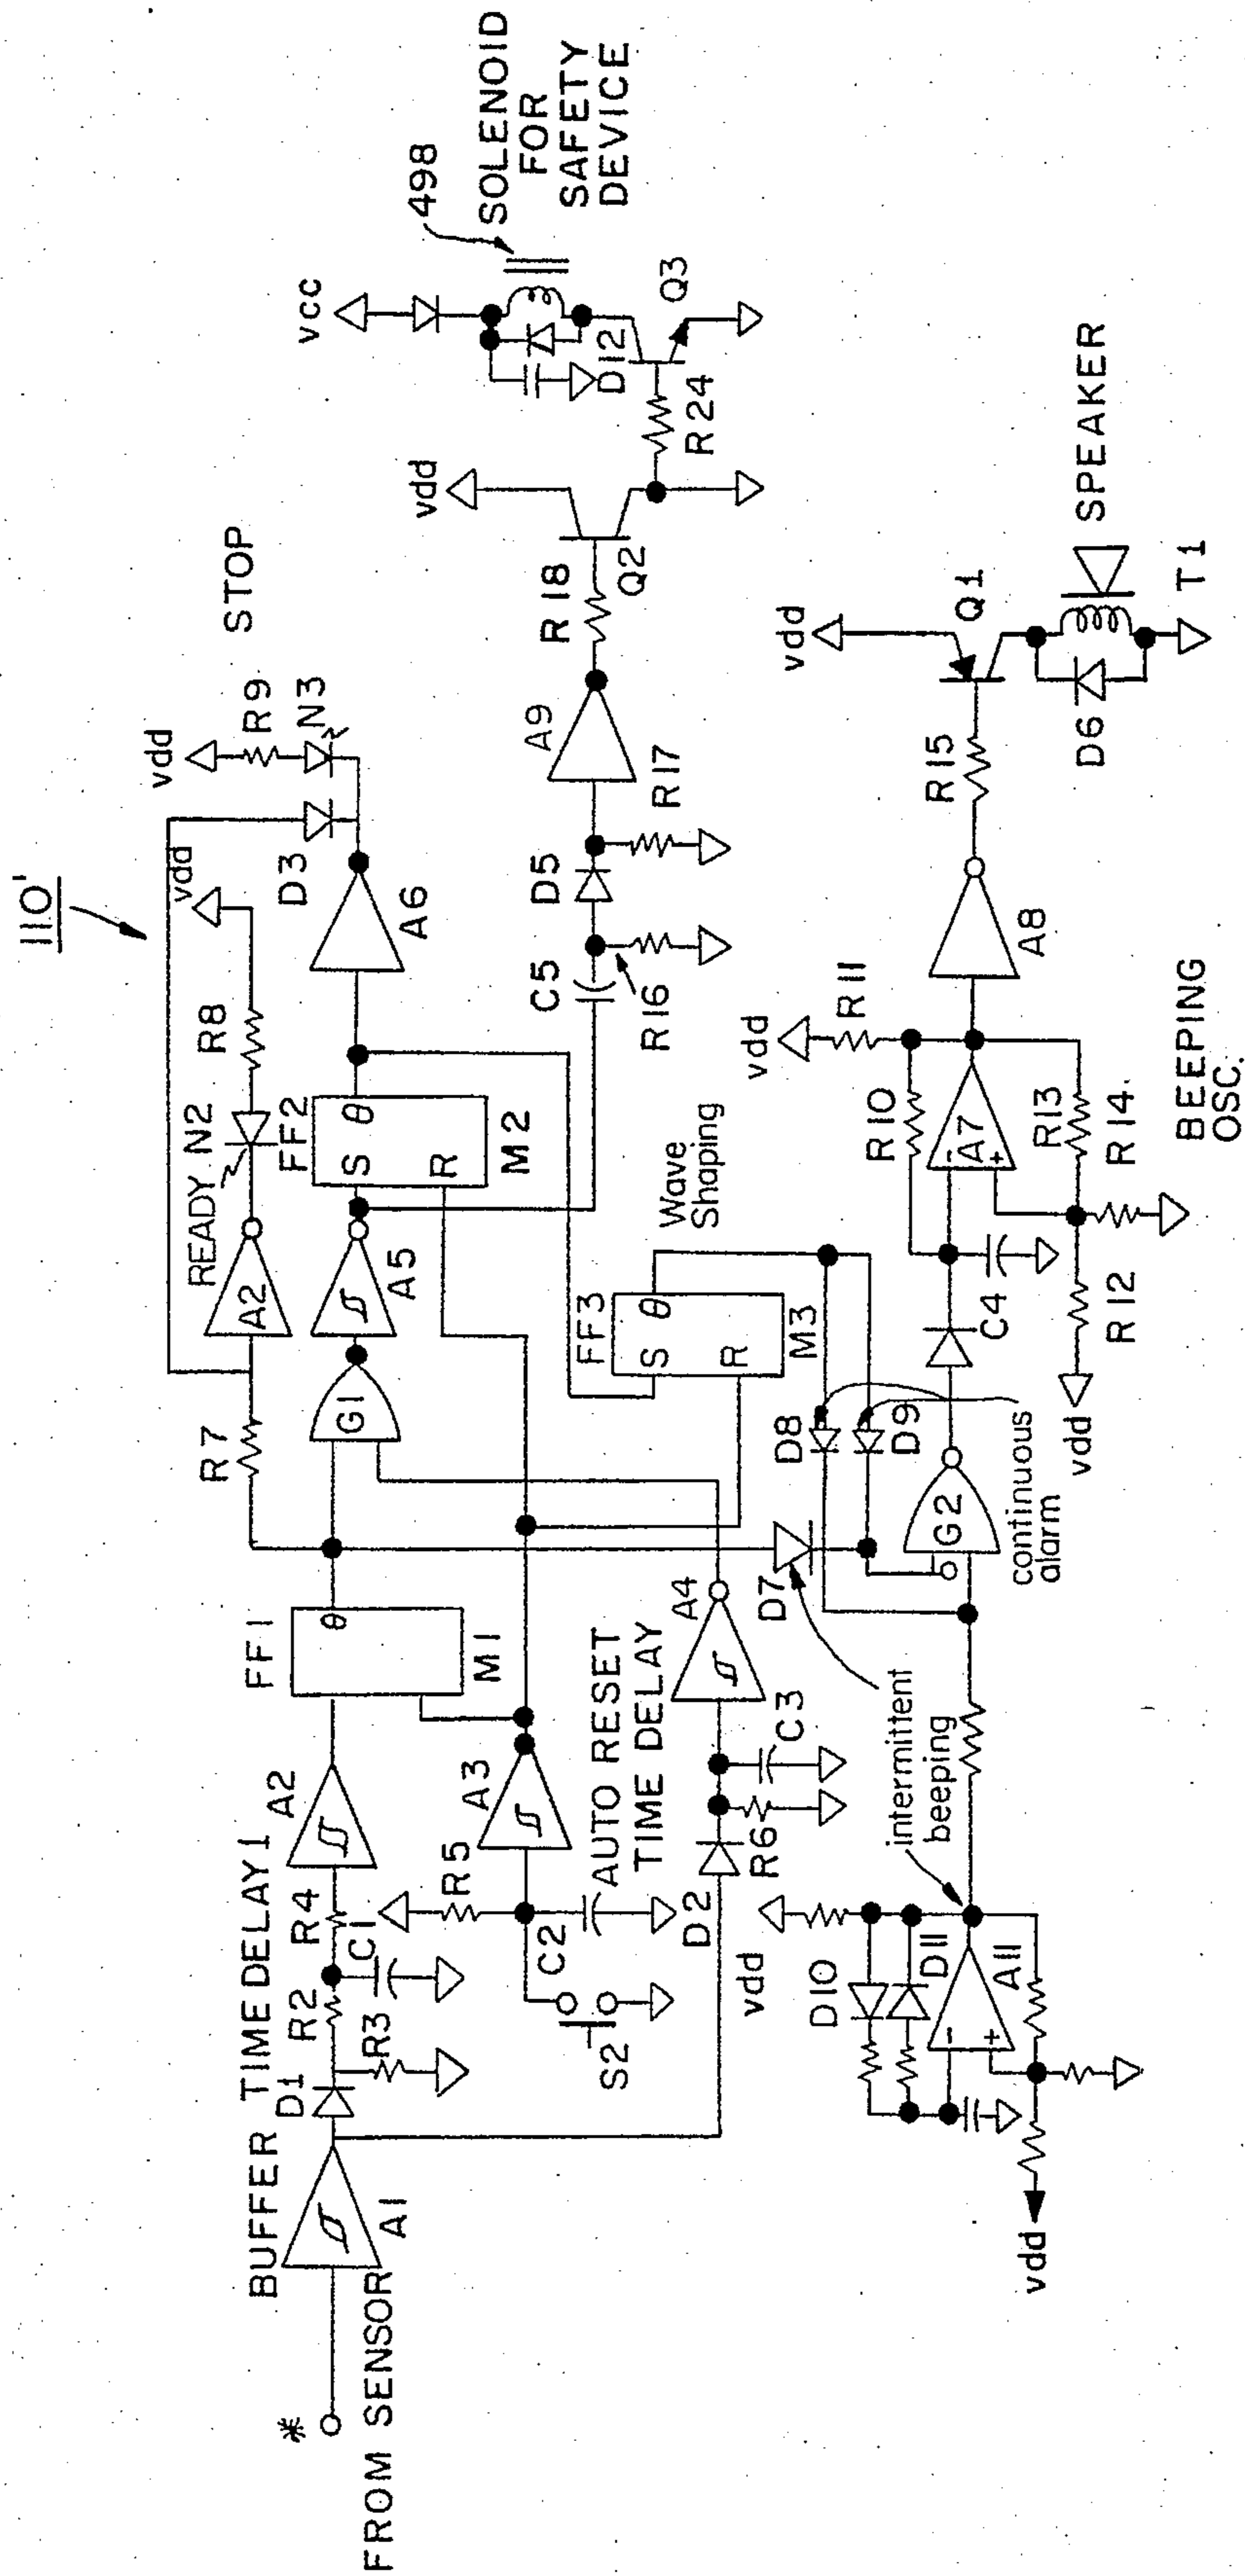 110'
STOP
vdd
R9
N3
D3
vdd
R8
READY N2
A2
R7
A6
FF2
S
θ
R
M2
A5
G1
FF1
θ
M1
A2
TIME DELAY 1
R4
C1
R2
R3
D1
BUFFER
A1
*
FROM SENSOR
vcc
498
SOLENOID
FOR
SAFETY
DEVICE
D12
Q3
R24
vdd
Q2
R18
A9
R17
D5
C5
R16
Wave
Shaping
FF3
S
θ
R
M3
A3
R5
AUTO RESET
TIME DELAY
C2
S2
A4
C3
R6
D2
D7
D8
D9
G2
continuous
alarm
intermittent
beeping
vdd
D10
D11
A11
vdd
vdd
Q1
SPEAKER
T1
D6
R15
A8
vdd
R11
R10
A7
R13
R14
BEEPING
OSC.
C4
R12
vdd